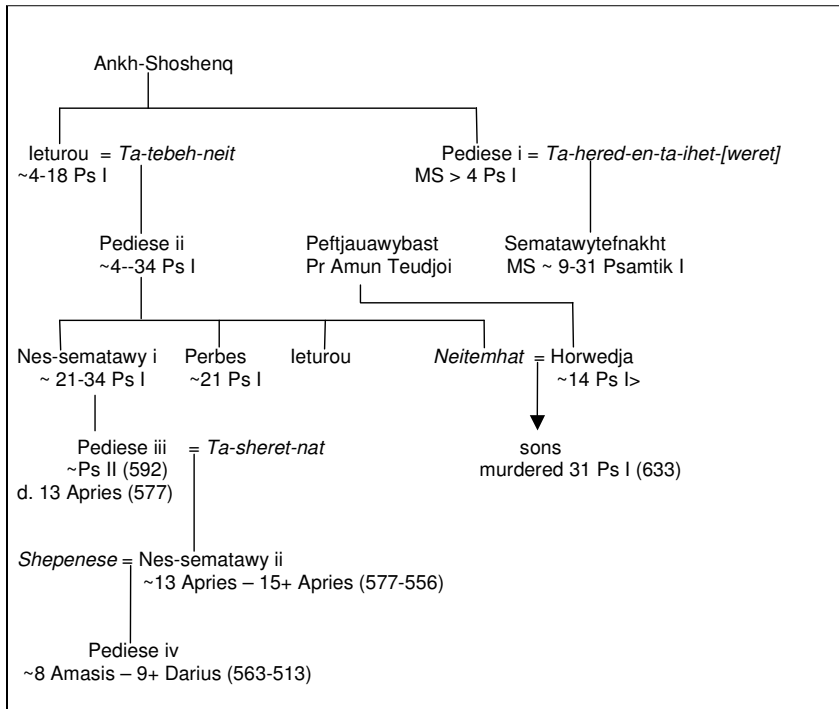 Ankh-Shoshenq
Ieturou = Ta-tebeh-neit
~4-18 Ps I
Pediese i = Ta-hered-en-ta-ihet-[weret]
MS > 4 Ps I
Pediese ii
~4--34 Ps I
Peftjauawybast
Pr Amun Teudjoi
Sematawytefnakht
MS ~ 9-31 Psamtik I
Nes-sematawy i
~ 21-34 Ps I
Perbes
~21 Ps I
Ieturou
Neitemhat = Horwedja
~14 Ps I>
Pediese iii = Ta-sheret-nat
~Ps II (592)
d. 13 Apries (577)
sons
murdered 31 Ps I (633)
Shepenese = Nes-sematawy ii
~13 Apries – 15+ Apries (577-556)
Pediese iv
~8 Amasis – 9+ Darius (563-513)